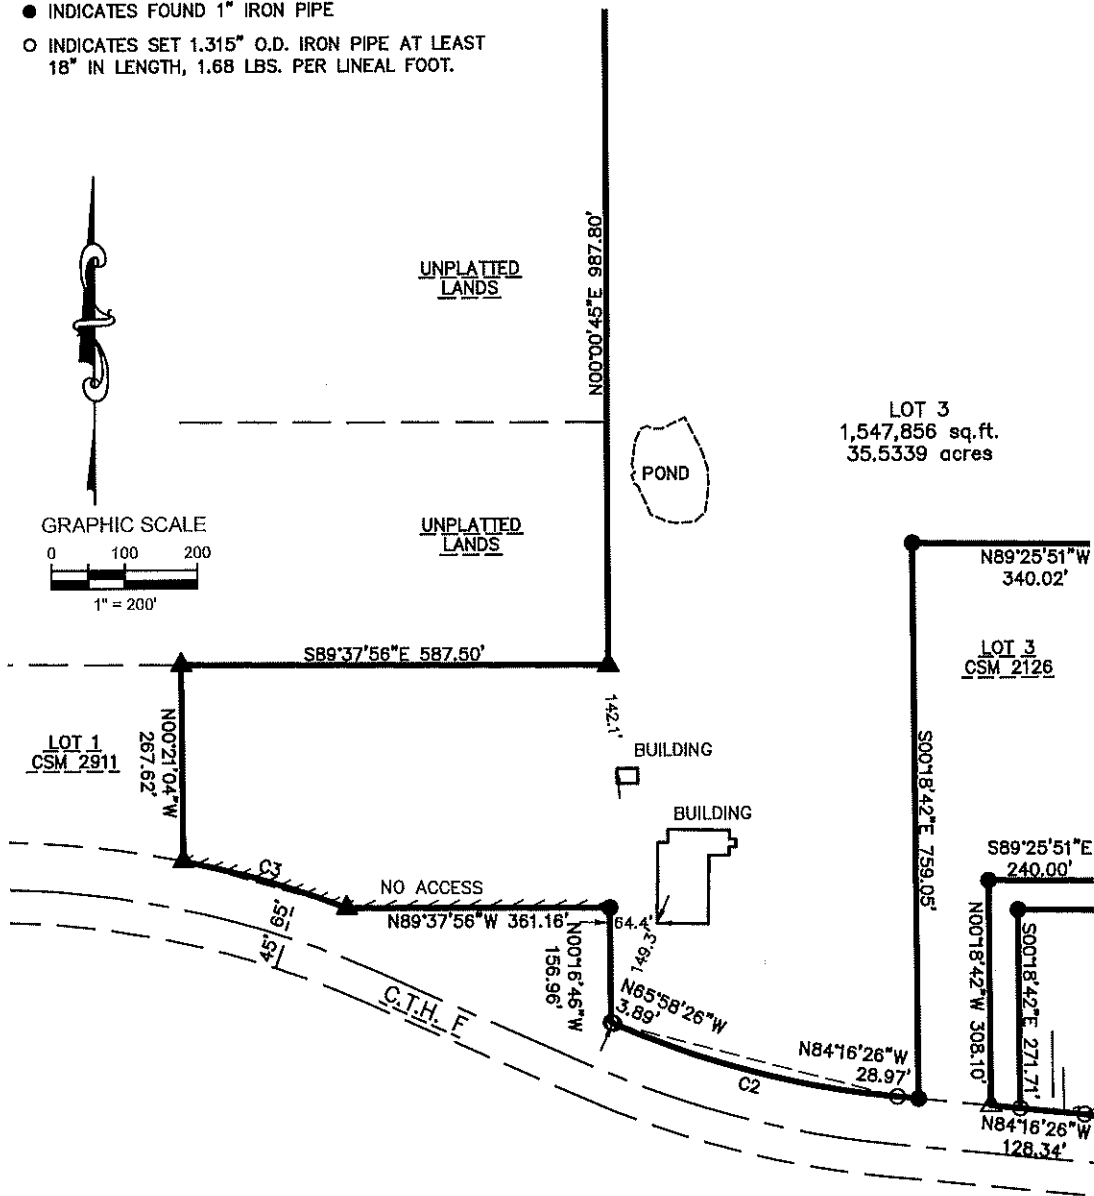 INDICATES FOUND 1" IRON PIPE
INDICATES SET 1.315" O.D. IRON PIPE AT LEAST
18" IN LENGTH, 1.68 LBS. PER LINEAL FOOT.
N00°00'45"E 987.80'
UNPLATTED
LANDS
LOT 3
1,547,856 sq.ft.
35.5339 acres
POND
GRAPHIC SCALE
0 100 200
1" = 200'
UNPLATTED
LANDS
N89°25'51"W
340.02'
S89°37'56"E 587.50'
LOT 3
CSM 2126
N00°21'04"W
267.62'
LOT 1
CSM 2911
142.1'
BUILDING
S00°18'42"E 759.05'
BUILDING
S89°25'51"E
240.00'
C3
NO ACCESS
N89°37'56"W 361.16'
64.4'
65'
45'
N00°16'46"W
156.96'
149.3'
N00°18'42"W 308.10'
S00°18'42"E 271.71'
C.T.H. F
N65°58'26"W
3.89'
N84°16'26"W
28.97'
C2
N84°16'26"W
128.34'